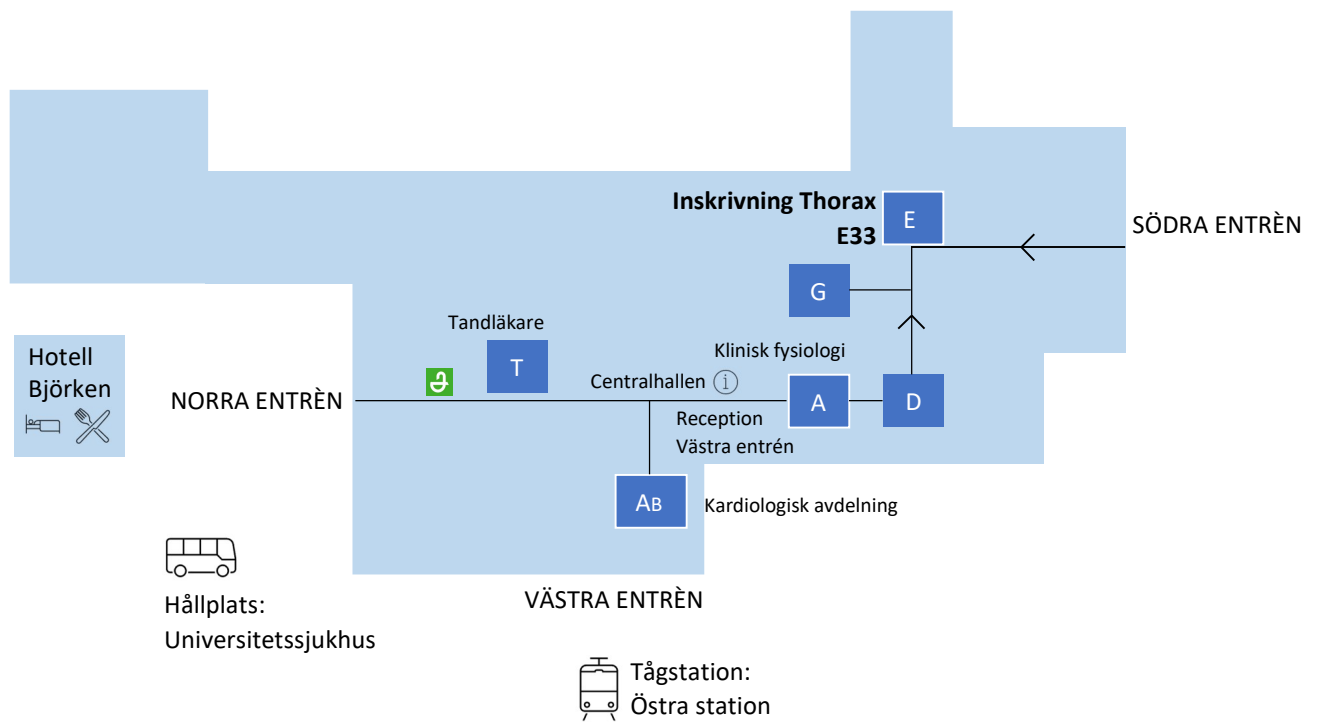 Inskrivning Thorax
E33
E
SÖDRA ENTRÈN
G
Tandläkare
T
Klinisk fysiologi
Hotell
Björken
NORRA ENTRÈN
Centralhallen i
A
D
Reception
Västra entrén
AB
Kardiologisk avdelning
VÄSTRA ENTRÈN
Hållplats:
Universitetssjukhus
Tågstation:
Östra station